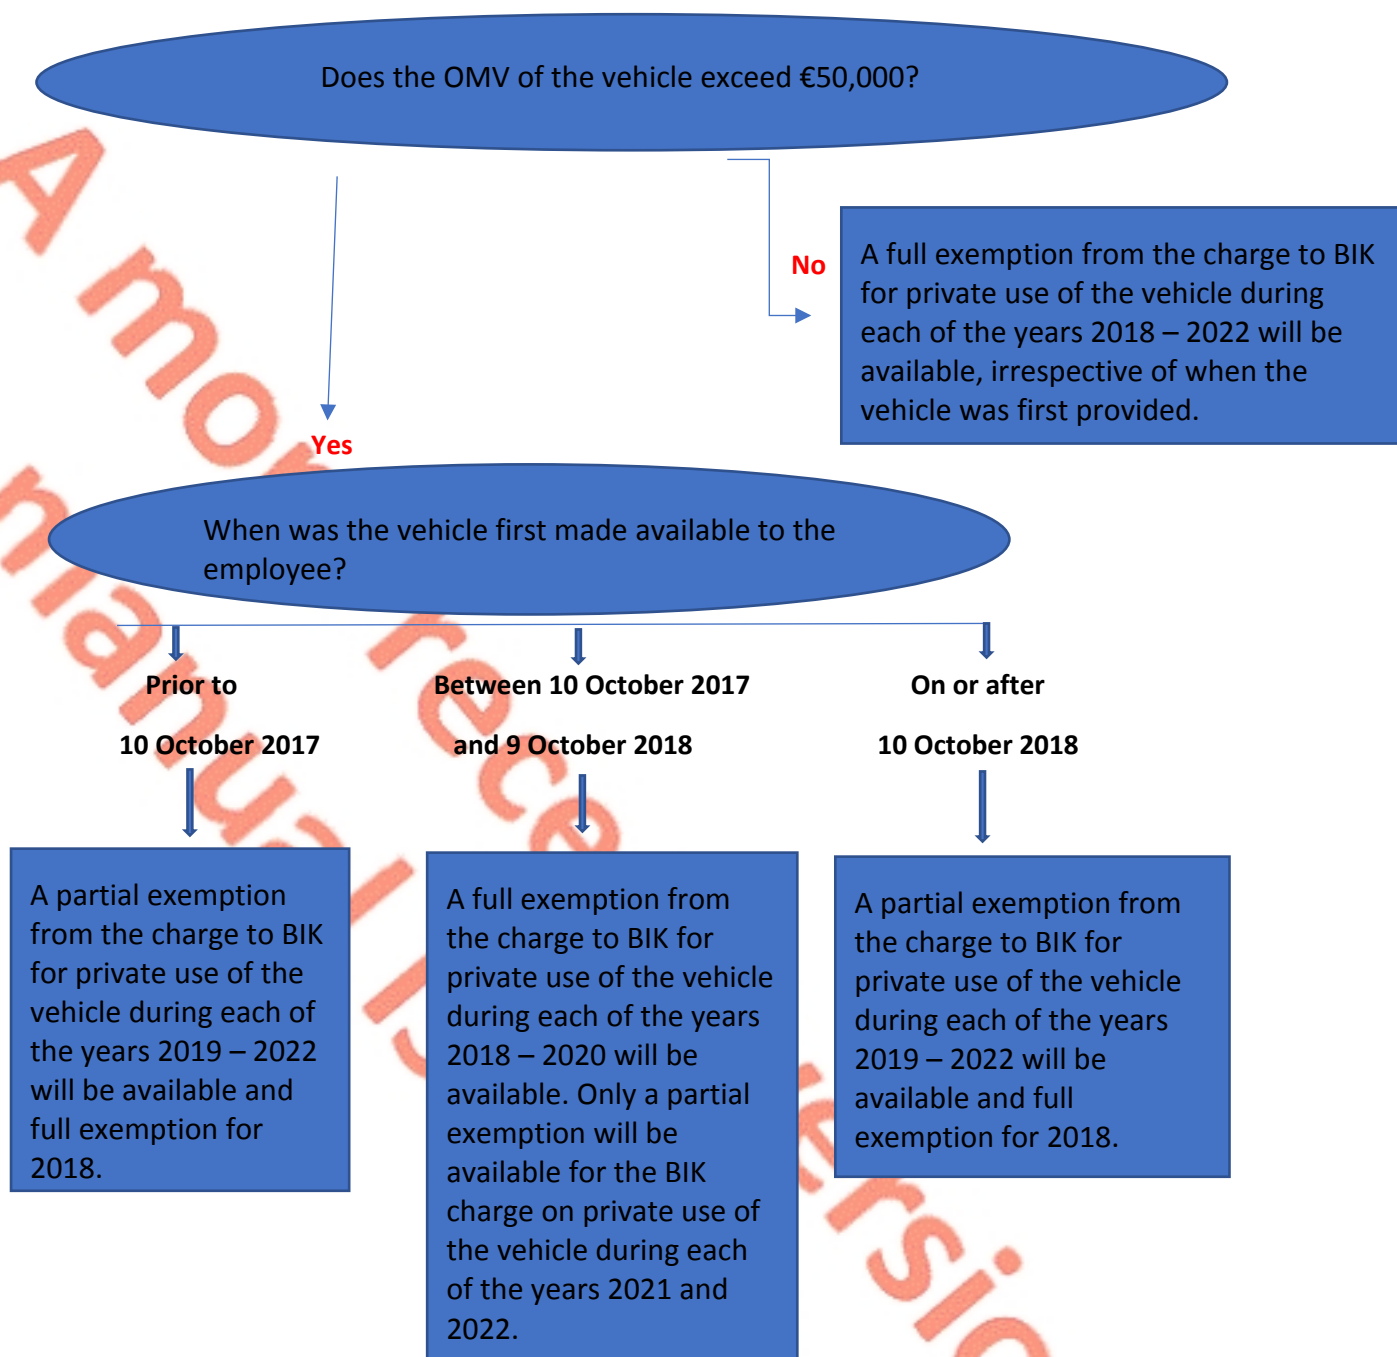 Does the OMV of the vehicle exceed €50,000?
No
A full exemption from the charge to BIK
for private use of the vehicle during
each of the years 2018 – 2022 will be
available, irrespective of when the
vehicle was first provided.
Yes
When was the vehicle first made available to the
employee?
Prior to
10 October 2017
Between 10 October 2017
and 9 October 2018
On or after
10 October 2018
A partial exemption
from the charge to BIK
for private use of the
vehicle during each of
the years 2019 – 2022
will be available and
full exemption for
2018.
A full exemption from
the charge to BIK for
private use of the vehicle
during each of the years
2018 – 2020 will be
available. Only a partial
exemption will be
available for the BIK
charge on private use of
the vehicle during each
of the years 2021 and
2022.
A partial exemption from
the charge to BIK for
private use of the vehicle
during each of the years
2019 – 2022 will be
available and full
exemption for 2018.
A mor rece ersio
manual is